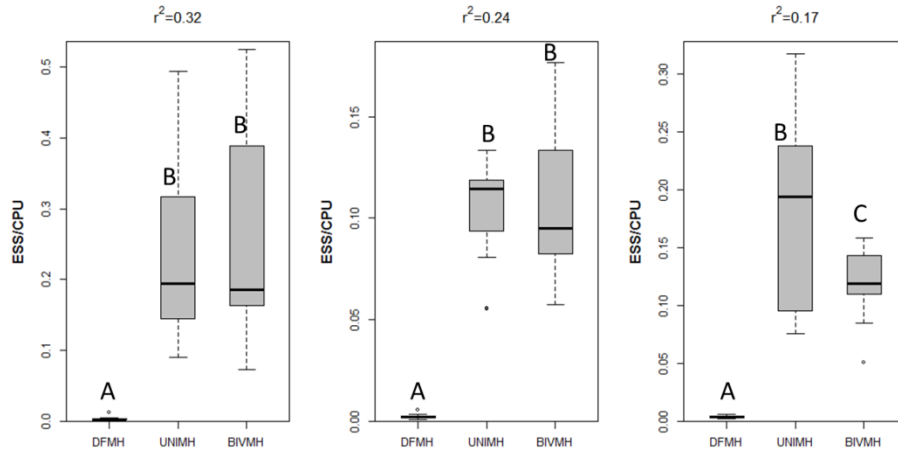 r²=0.32
ESS/CPU
0.5
0.4
0.3
0.2
0.1
0.0
B
B
A
DFMH UNIMH BIVMH
r²=0.24
ESS/CPU
0.15
0.10
0.05
0.00
B
B
A
DFMH UNIMH BIVMH
r²=0.17
ESS/CPU
0.30
0.25
0.20
0.15
0.10
0.05
0.00
B
C
A
DFMH UNIMH BIVMH